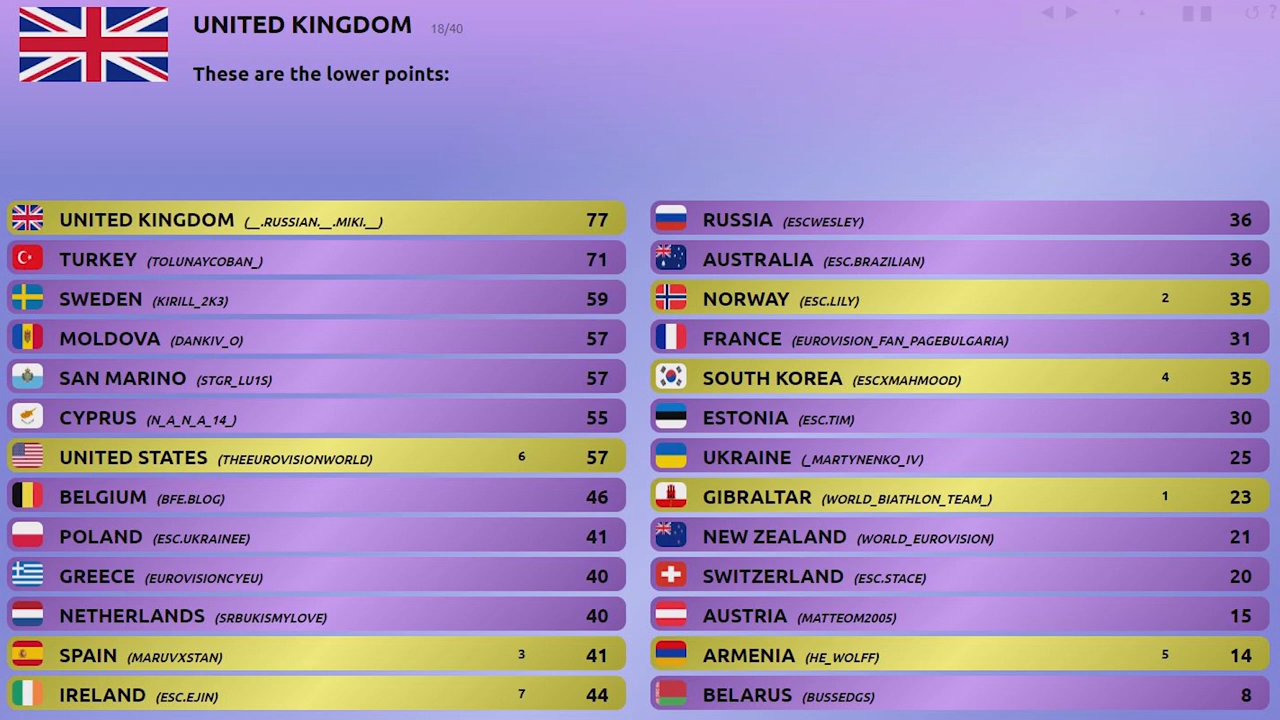 UNITED KINGDOM 18/40
These are the lower points:
UNITED KINGDOM (__.RUSSIAN.__.MIKI.__) 77
TURKEY (TOLUNAYCOBAN_) 71
SWEDEN (KIRILL_2K3) 59
MOLDOVA (DANKIV_O) 57
SAN MARINO (STGR_LU1S) 57
CYPRUS (N_A_N_A_14_) 55
UNITED STATES (THEEUROVISIONWORLD) 6 57
BELGIUM (BFE.BLOG) 46
POLAND (ESC.UKRAINEE) 41
GREECE (EUROVISIONCYEU) 40
NETHERLANDS (SRBUKISMYLOVE) 40
SPAIN (MARUVXSTAN) 3 41
IRELAND (ESC.EJIN) 7 44
RUSSIA (ESCWESLEY) 36
AUSTRALIA (ESC.BRAZILIAN) 36
NORWAY (ESC.LILY) 2 35
FRANCE (EUROVISION_FAN_PAGEBULGARIA) 31
SOUTH KOREA (ESCXMAHMOOD) 4 35
ESTONIA (ESC.TIM) 30
UKRAINE (_MARTYNENKO_IV) 25
GIBRALTAR (WORLD_BIATHLON_TEAM_) 1 23
NEW ZEALAND (WORLD_EUROVISION) 21
SWITZERLAND (ESC.STACE) 20
AUSTRIA (MATTEOM2005) 15
ARMENIA (HE_WOLFF) 5 14
BELARUS (BUSSEDGS) 8